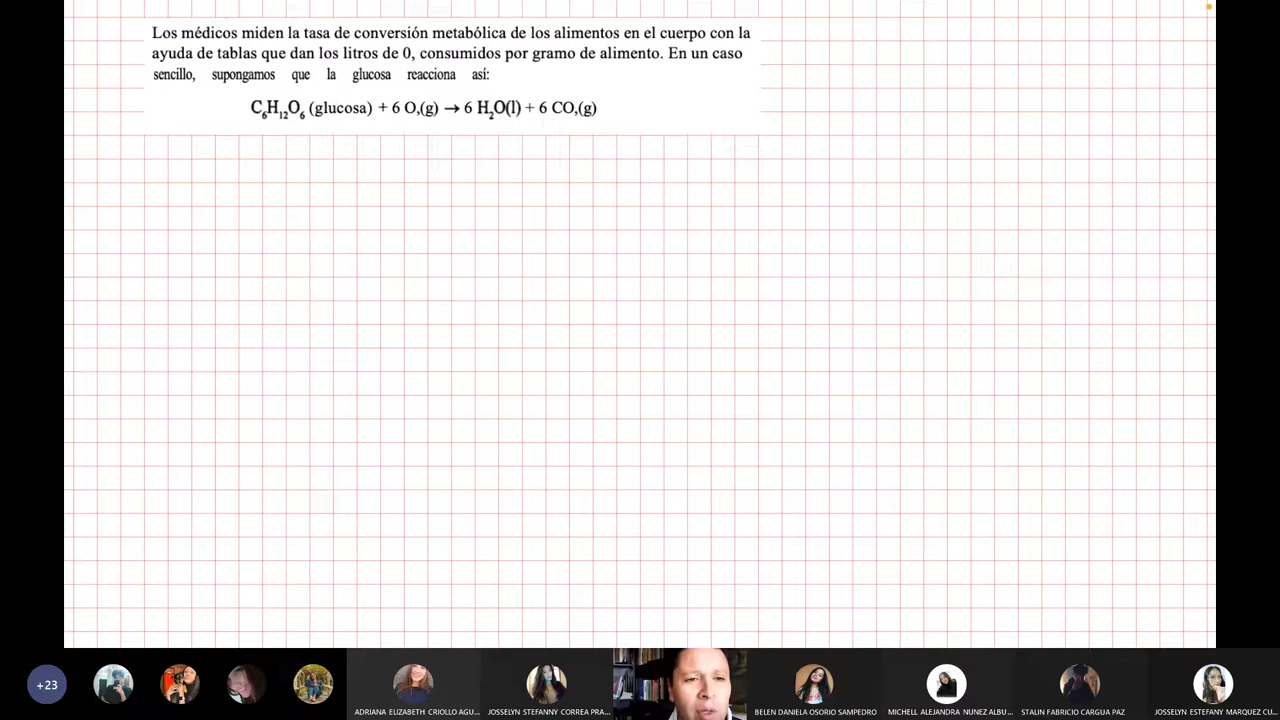 Los médicos miden la tasa de conversión metabólica de los alimentos en el cuerpo con la
ayuda de tablas que dan los litros de 0, consumidos por gramo de alimento. En un caso
sencillo, supongamos que la glucosa reacciona así:
C₆H₁₂O₆ (glucosa) + 6 O,(g) → 6 H₂O(l) + 6 CO,(g)
+23
ADRIANA ELIZABETH CRIOLLO AGU...
JOSSELYN STEFANNY CORREA PRA...
BELEN DANIELA OSORIO SAMPEDRO
MICHELL ALEJANDRA NUNEZ ALBU...
STALIN FABRICIO CARGUA PAZ
JOSSELYN ESTEFANY MARQUEZ CU...